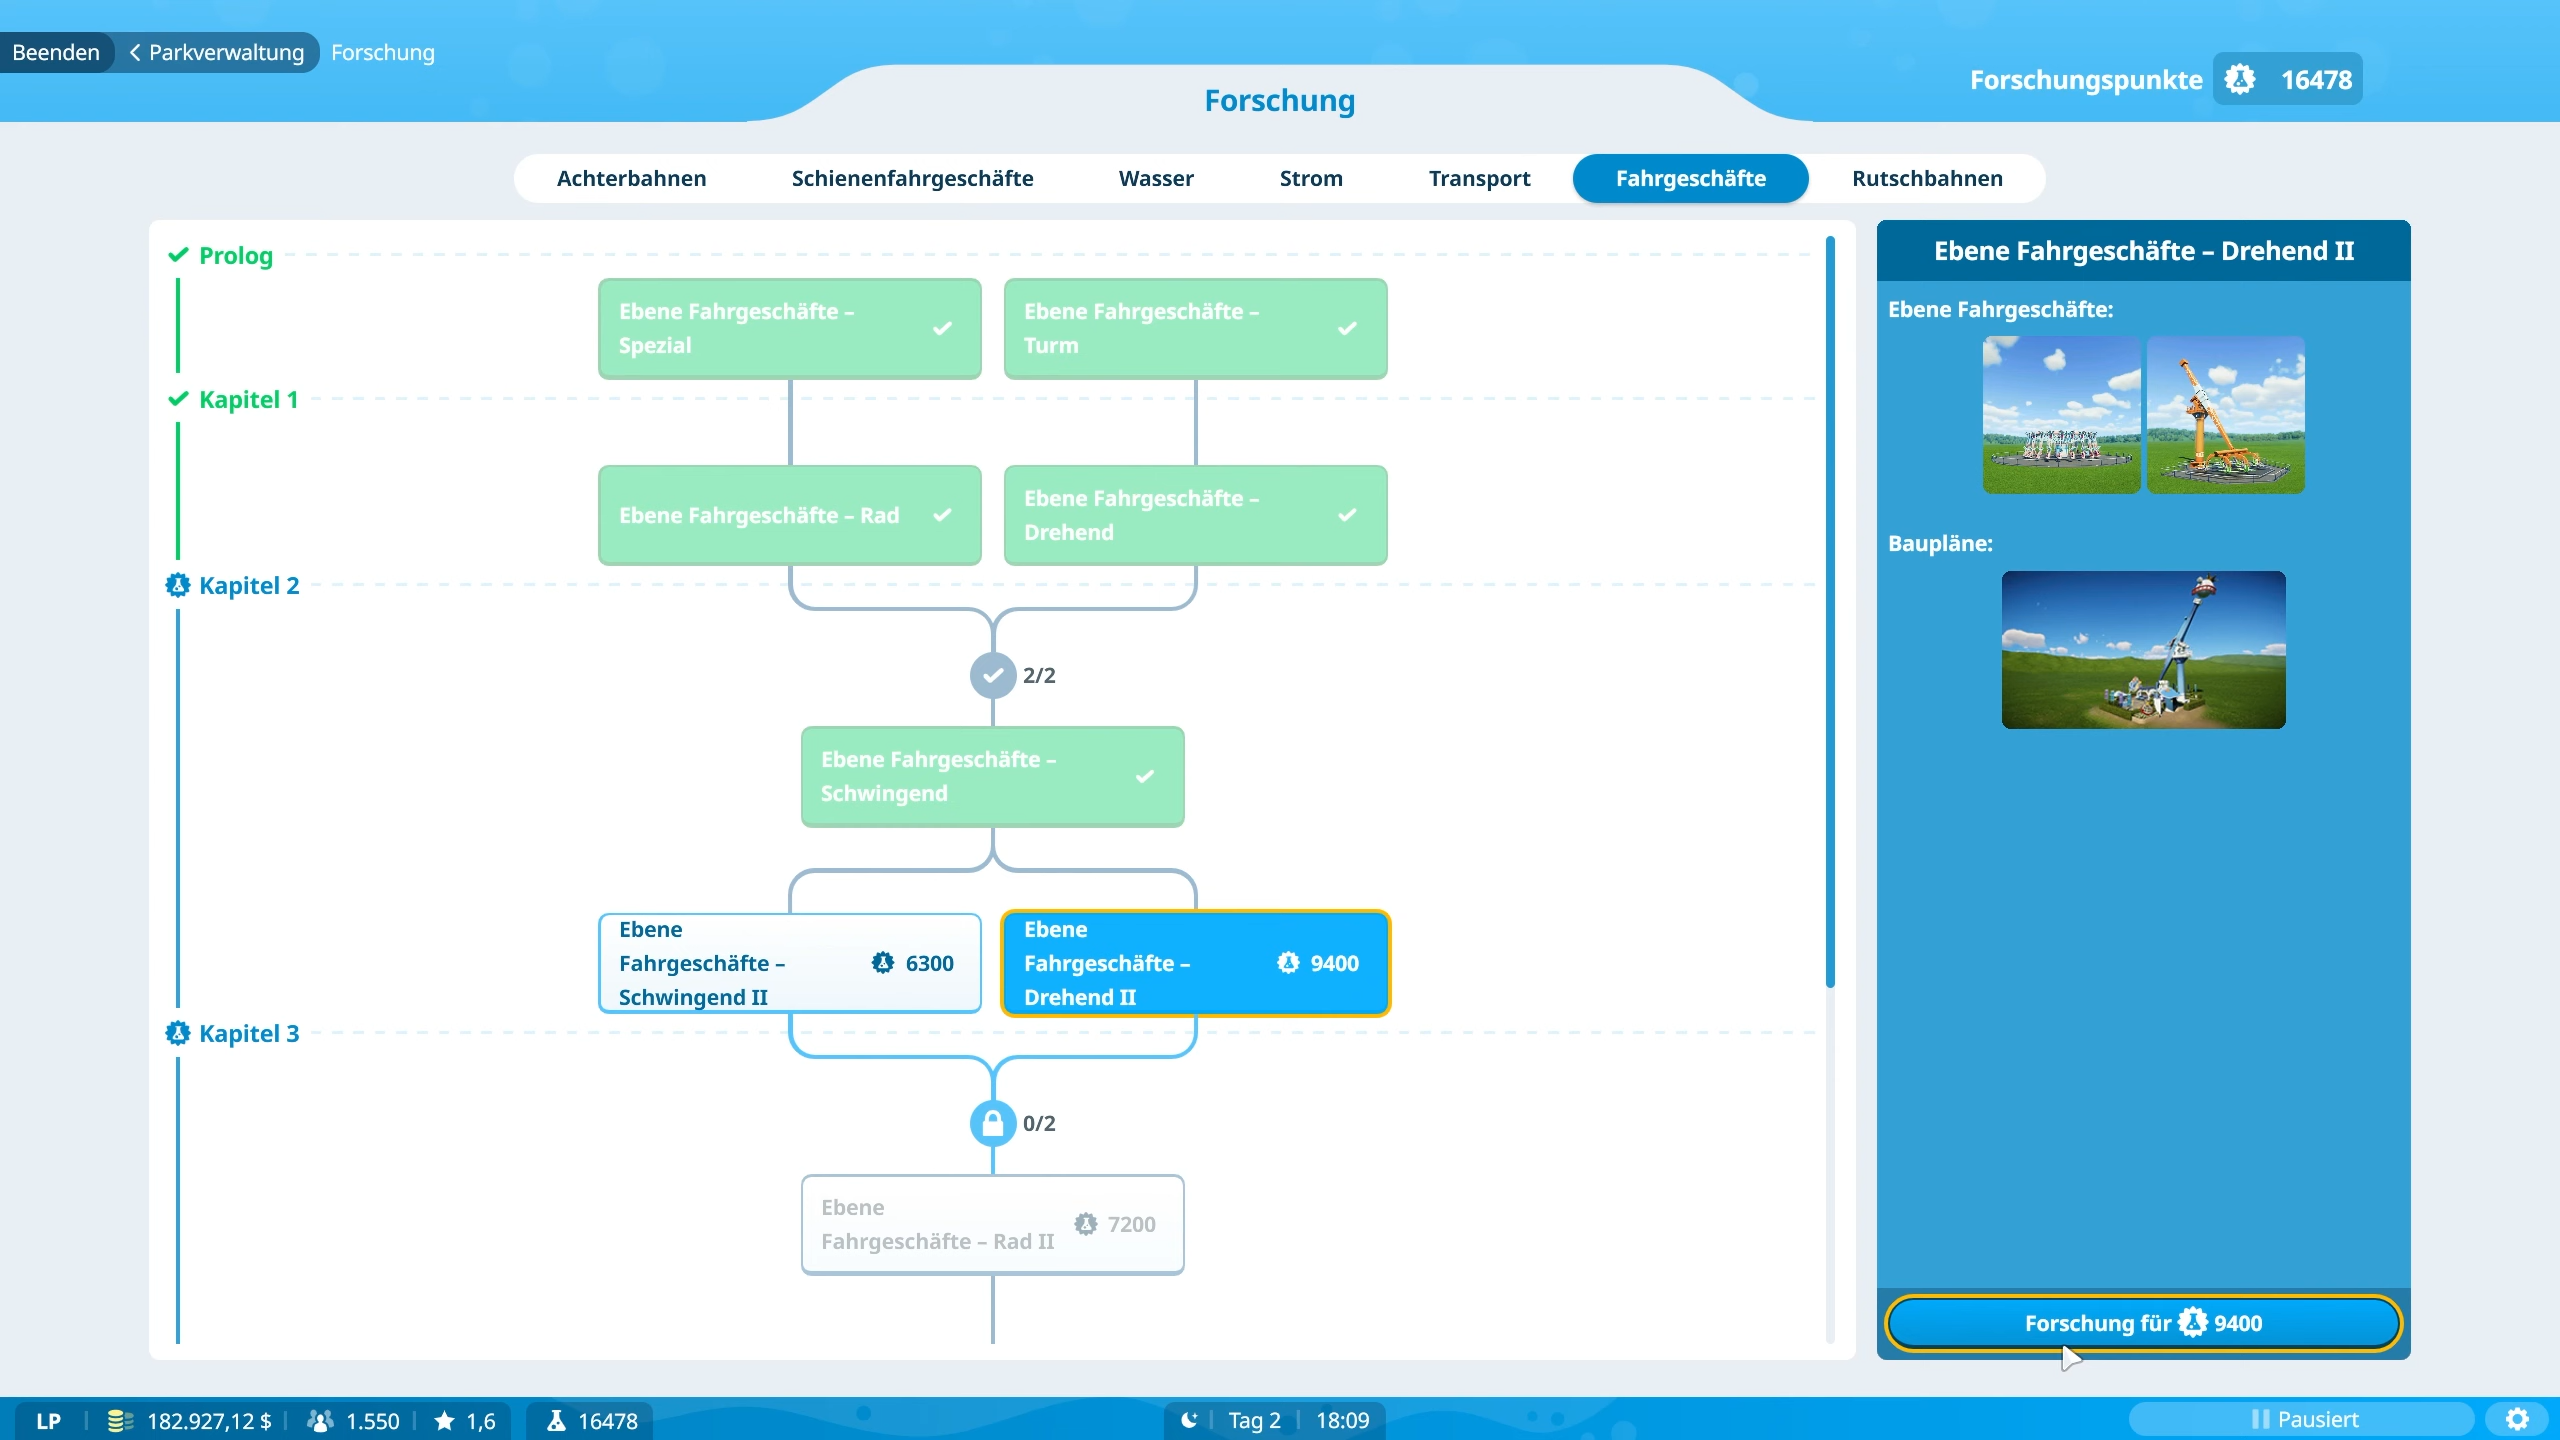 Beenden
Parkverwaltung
Forschung
Forschung
Forschungspunkte 16478
Achterbahnen
Schienenfahrgeschäfte
Wasser
Strom
Transport
Fahrgeschäfte
Rutschbahnen
Prolog
Ebene Fahrgeschäfte –
Spezial
Ebene Fahrgeschäfte –
Turm
Kapitel 1
Ebene Fahrgeschäfte – Rad
Ebene Fahrgeschäfte –
Drehend
Kapitel 2
2/2
Ebene Fahrgeschäfte –
Schwingend
Ebene
Fahrgeschäfte –
Schwingend II
6300
Ebene
Fahrgeschäfte –
Drehend II
9400
Kapitel 3
0/2
Ebene
Fahrgeschäfte – Rad II
7200
Ebene Fahrgeschäfte – Drehend II
Ebene Fahrgeschäfte:
Baupläne:
Forschung für 9400
LP
182.927,12 $
1.550
1,6
16478
Tag 2
18:09
Pausiert